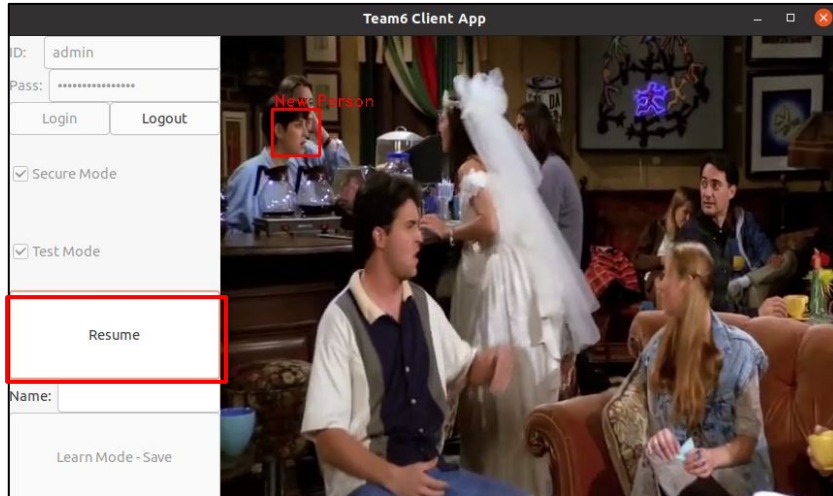 Team6 Client App
ID: admin
Pass: ••••••••••••••••
Login Logout
Secure Mode
Test Mode
Resume
Name:
Learn Mode - Save
New Person